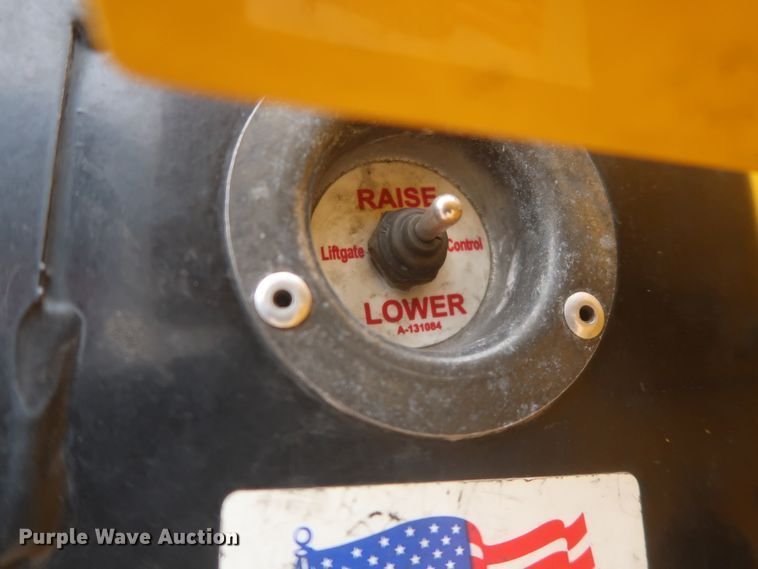 RAISE
Liftgate Control
LOWER
A-131084
Purple Wave Auction